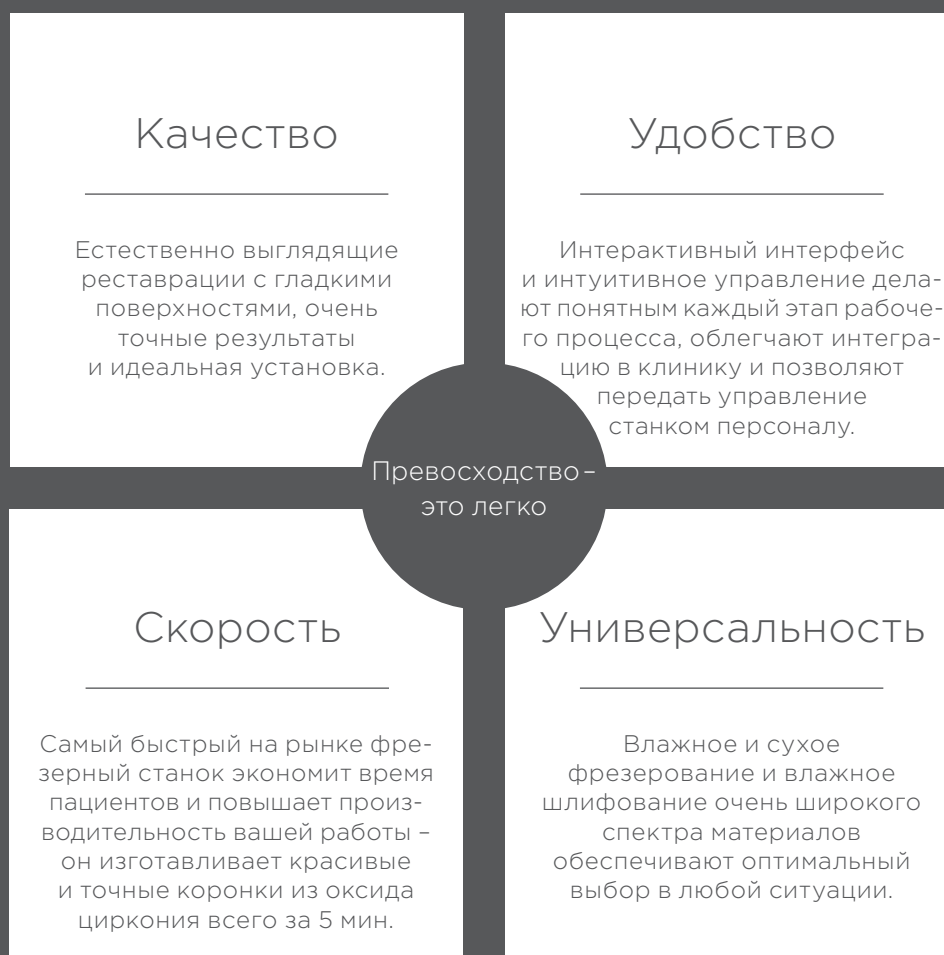 Качество
Естественно выглядящие
реставрации с гладкими
поверхностями, очень
точные результаты
и идеальная установка.
Удобство
Интерактивный интерфейс
и интуитивное управление дела-
ют понятным каждый этап рабоче-
го процесса, облегчают интегра-
цию в клинику и позволяют
передать управление
станком персоналу.
Превосходство –
это легко
Скорость
Самый быстрый на рынке фре-
зерный станок экономит время
пациентов и повышает произ-
водительность вашей работы –
он изготавливает красивые
и точные коронки из оксида
циркония всего за 5 мин.
Универсальность
Влажное и сухое
фрезерование и влажное
шлифование очень широкого
спектра материалов
обеспечивают оптимальный
выбор в любой ситуации.